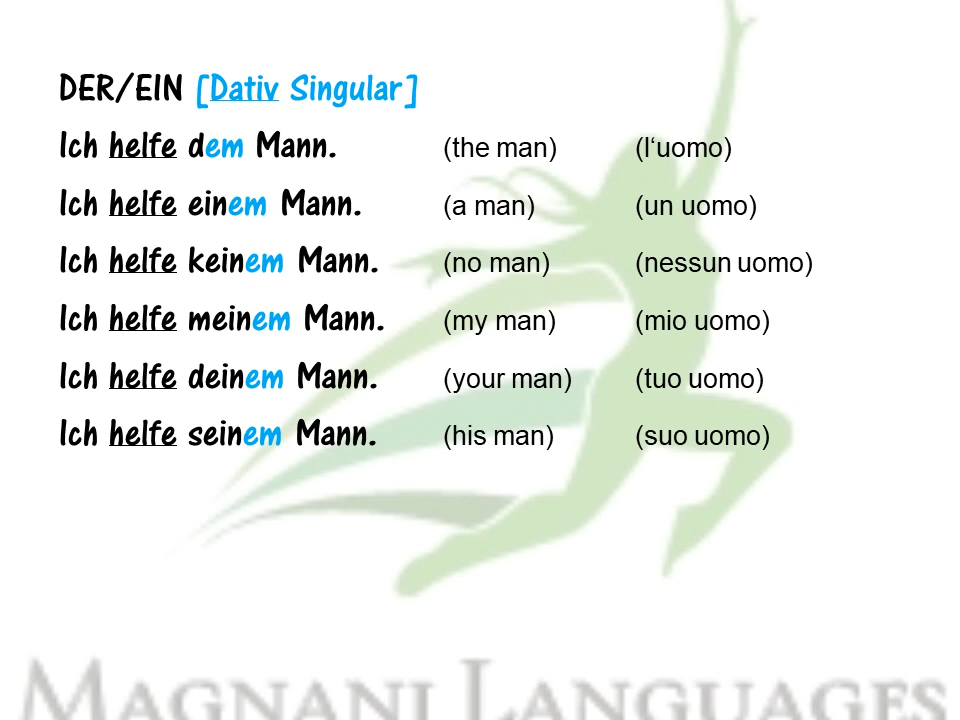 DER/EIN [Dativ Singular]
Ich helfe dem Mann. (the man) (l‘uomo)
Ich helfe einem Mann. (a man) (un uomo)
Ich helfe keinem Mann. (no man) (nessun uomo)
Ich helfe meinem Mann. (my man) (mio uomo)
Ich helfe deinem Mann. (your man) (tuo uomo)
Ich helfe seinem Mann. (his man) (suo uomo)
MAGNANI LANGUAGES